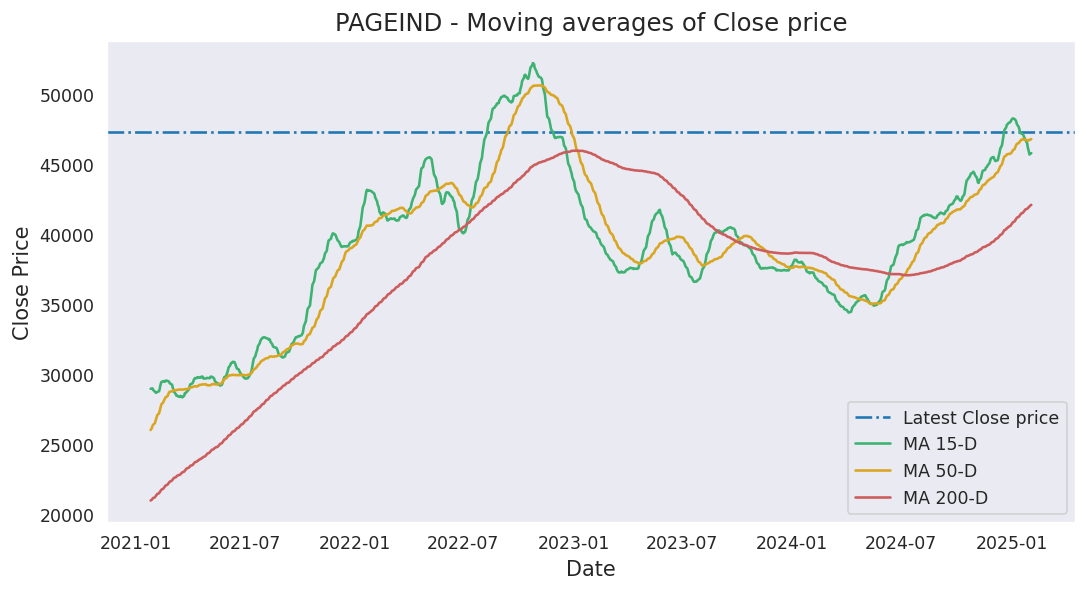 PAGEIND - Moving averages of Close price
Close Price
50000
45000
40000
35000
30000
25000
20000
Latest Close price
MA 15-D
MA 50-D
MA 200-D
2021-01 2021-07 2022-01 2022-07 2023-01 2023-07 2024-01 2024-07 2025-01
Date